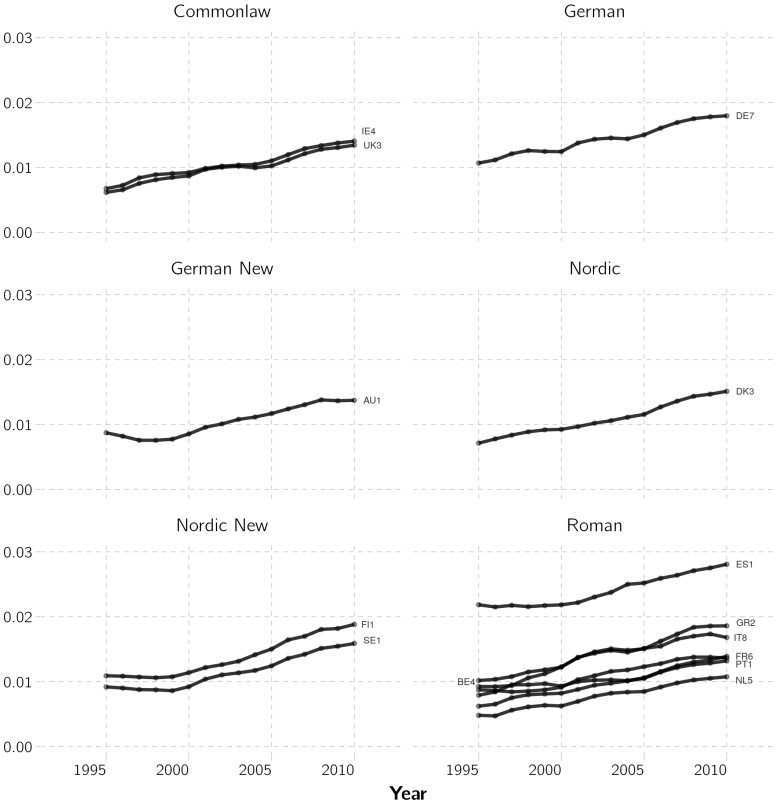 Commonlaw German
0.03
0.02
0.01
0.00
IE4
UK3
DE7
German New Nordic
0.03
0.02
0.01
0.00
AU1
DK3
Nordic New Roman
0.03
0.02
0.01
0.00
FI1
SE1
BE4
ES1
GR2
IT8
FR6
PT1
NL5
1995 2000 2005 2010 1995 2000 2005 2010
Year